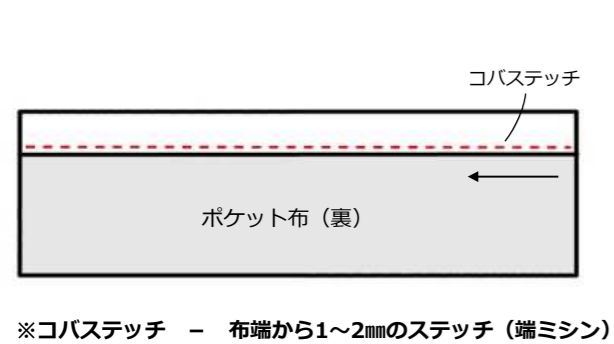 コバステッチ
ポケット布（裏）
※コバステッチ　－　布端から1～2㎜のステッチ（端ミシン）